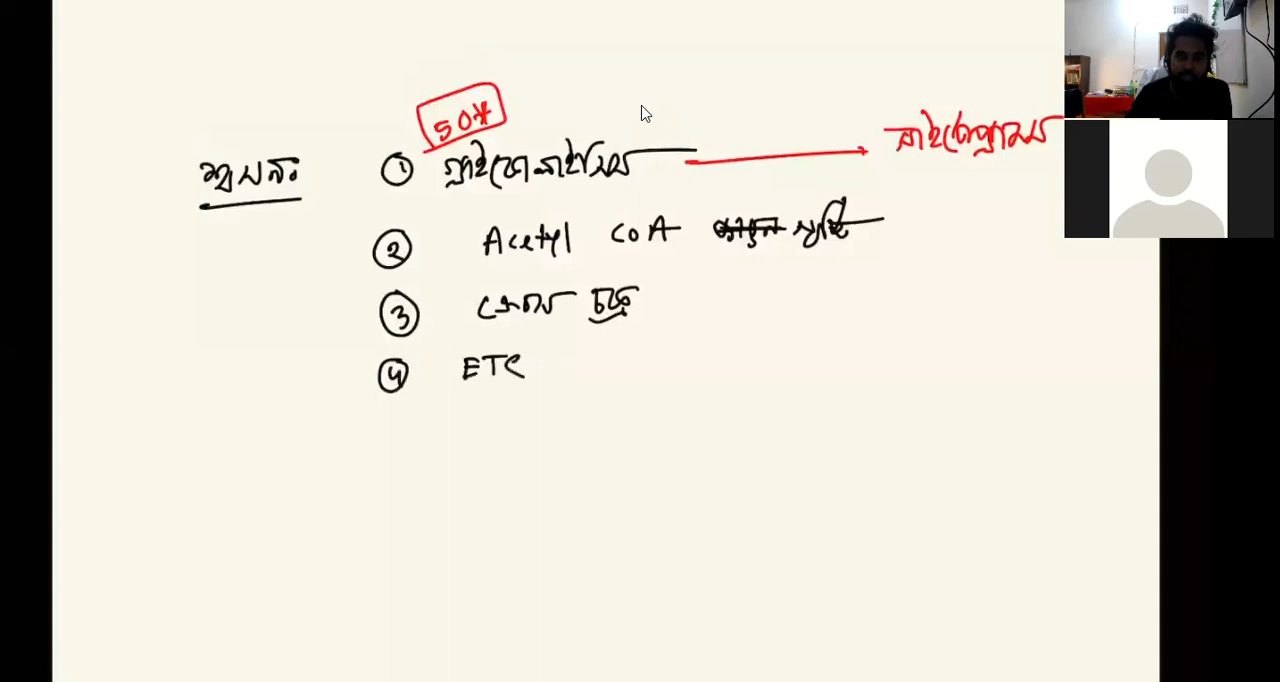 50*
শ্বসনঃ ① গ্লাইকোলাইসিস সাইটোপ্লাজম
② Acetyl CoA সৃষ্টি
③ ক্রেবস চক্র
④ ETC